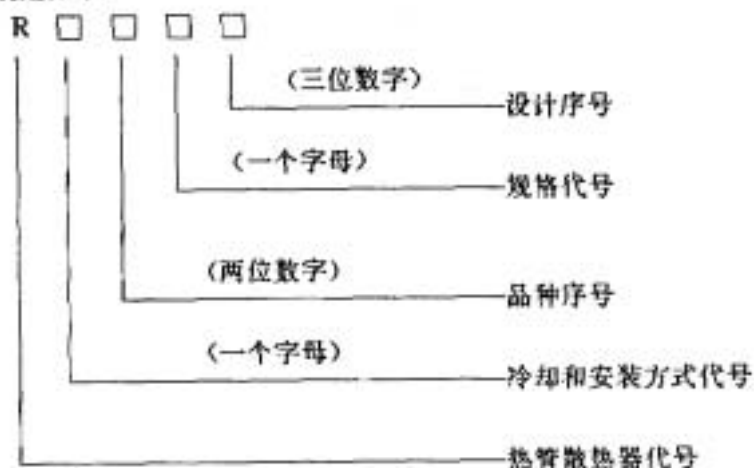 R □ □ □ □
(三位数字)
设计序号
(一个字母)
规格代号
(两位数字)
品种序号
(一个字母)
冷却和安装方式代号
热管散热器代号